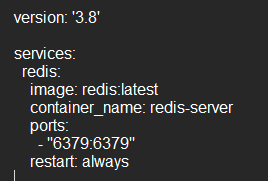 version: '3.8'

services:
  redis:
    image: redis:latest
    container_name: redis-server
    ports:
      - "6379:6379"
    restart: always